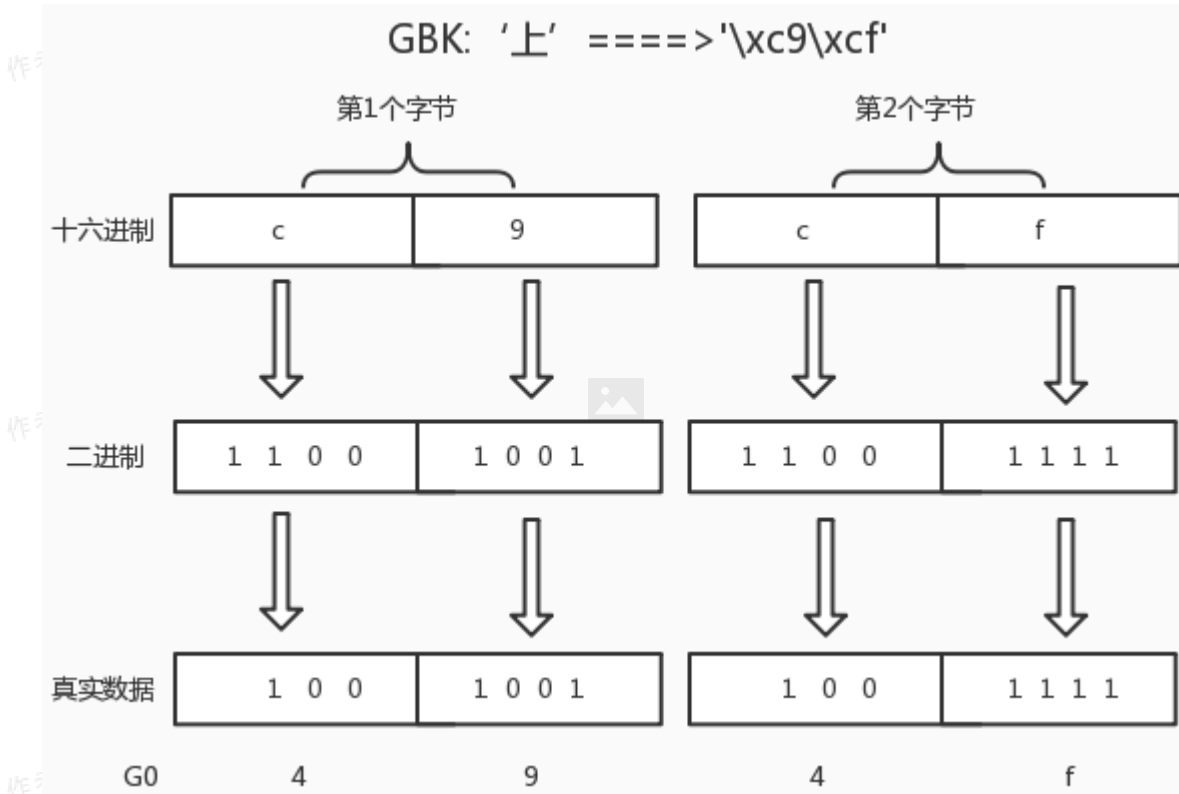 GBK: ‘上’ ====>'\xc9\xcf'
第1个字节 第2个字节
十六进制 c 9 c f
二进制 1 1 0 0 1 0 0 1 1 1 0 0 1 1 1 1
真实数据 1 0 0 1 0 0 1 1 0 0 1 1 1 1
G0 4 9 4 f